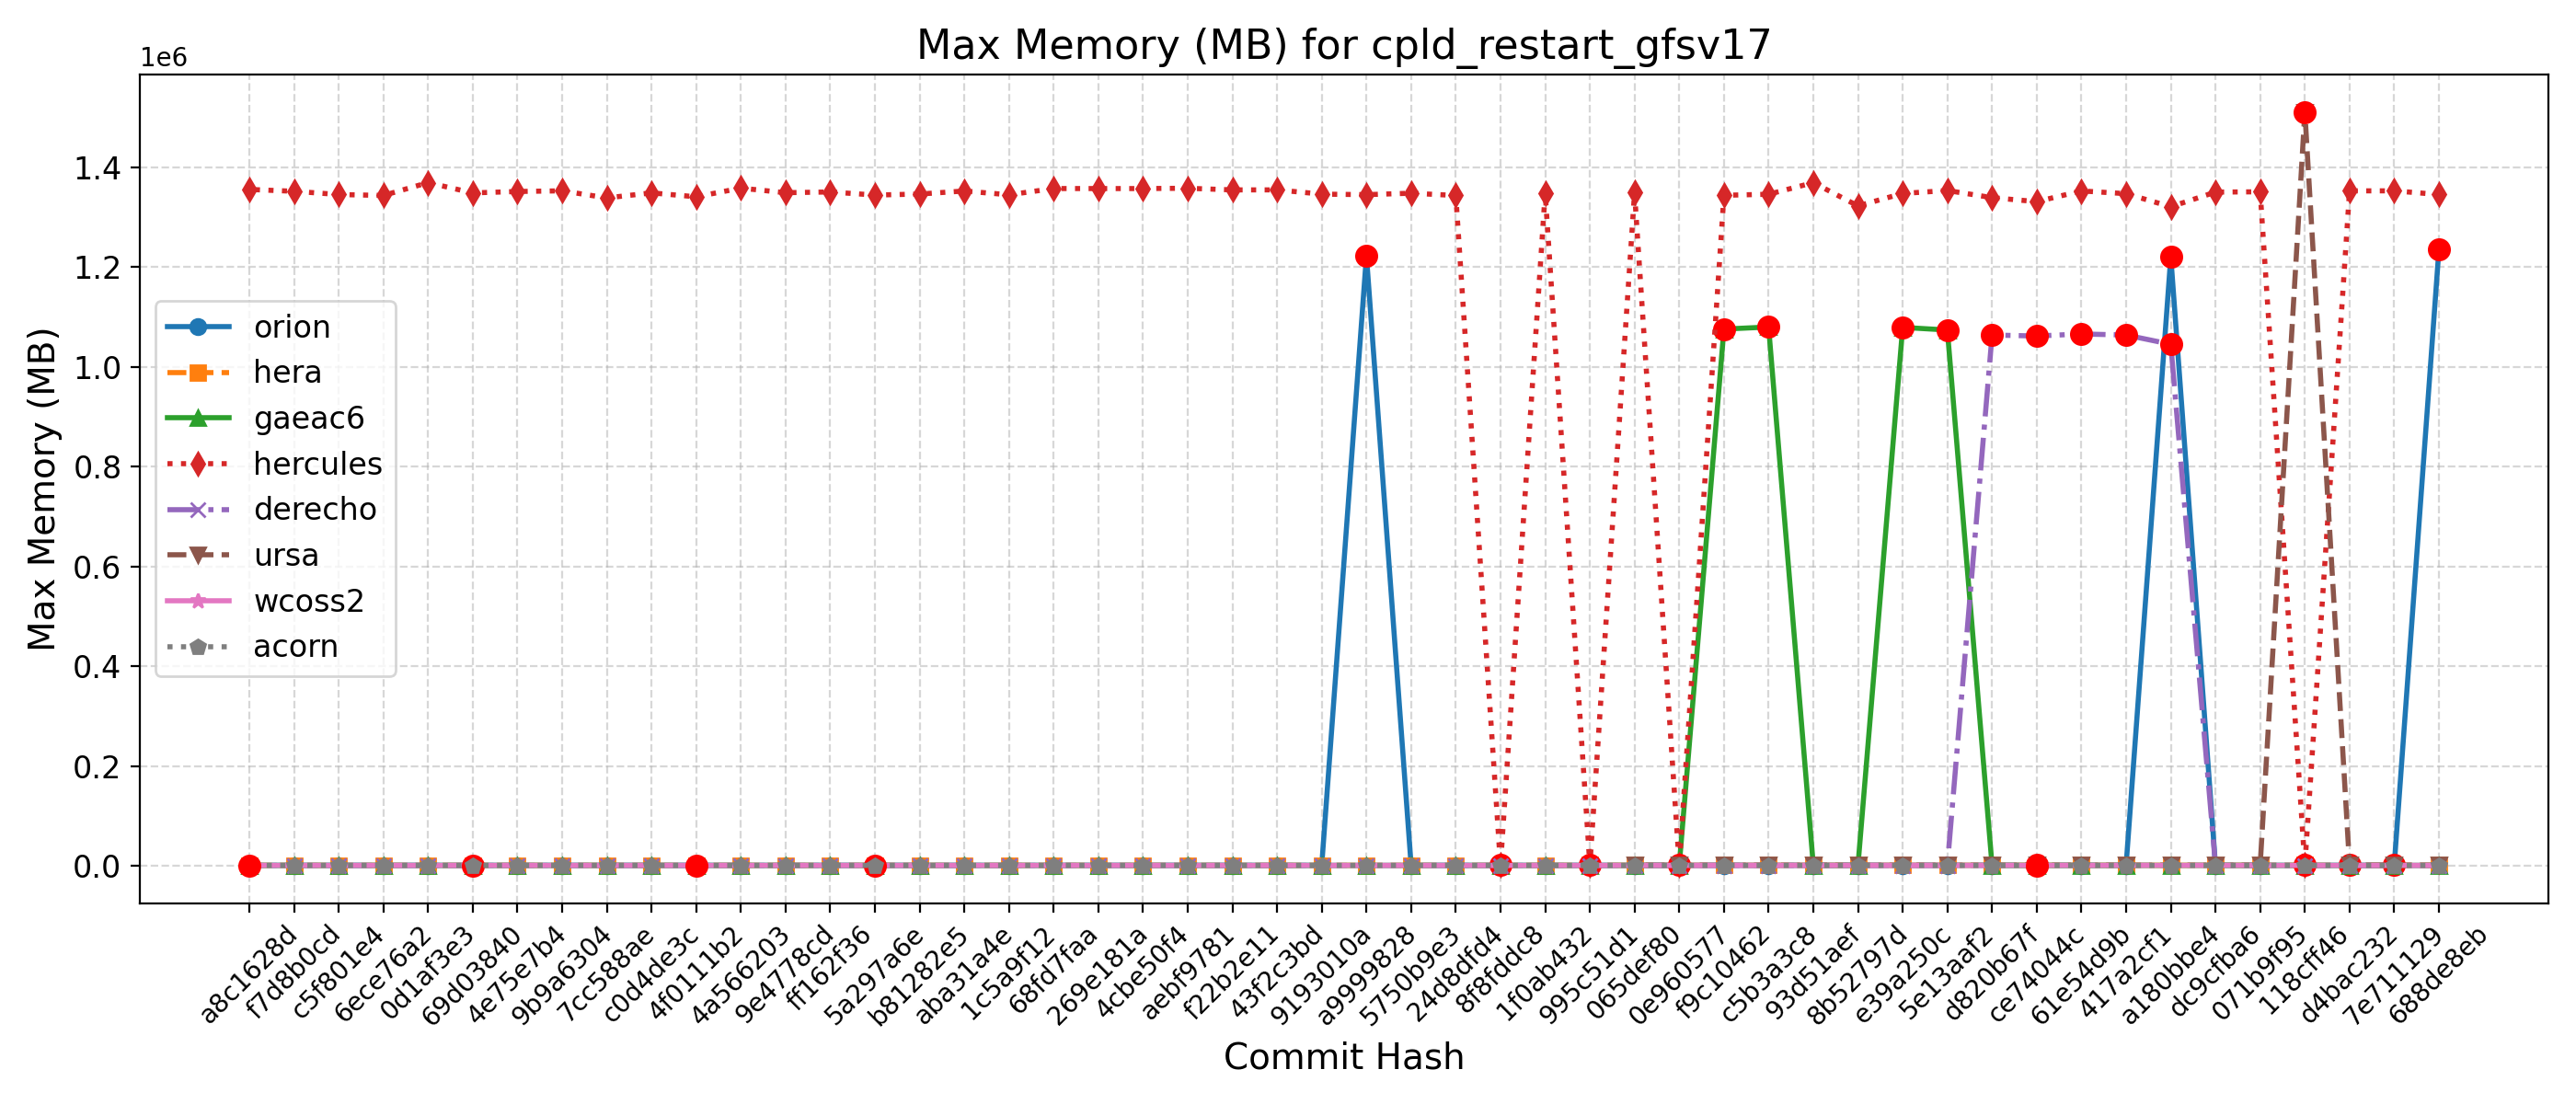 Max Memory (MB) for cpld_restart_gfsv17
1e6
1.4
1.2
1.0
0.8
0.6
0.4
0.2
0.0
Max Memory (MB)
orion
hera
gaeac6
hercules
derecho
ursa
wcoss2
acorn
a8c1628d
f7d8b0cd
c5f801e4
6ece76a2
0d1af3e3
69d03840
4e75e7b4
9b9a6304
7cc588ae
c0d4de3c
4f0111b2
4a566203
9e4778cd
ff162f36
5a297a6e
b81282e5
aba31a4e
1c5a9f12
68fd7faa
269e181a
4cbe50f4
aebf9781
f22b2e11
43f2c3bd
9193010a
a9999828
5750b9e3
24d8dfd4
8f8fddc8
1f0ab432
995c51d1
065def80
0e960577
f9c10462
c5b3a3c8
93d51aef
8b52797d
e39a250c
5e13aaf2
d820b67f
ce74044c
61e54d9b
417a2cf1
a180bbe4
dc9cfba6
071b9f95
118cff46
d4bac232
7e711129
688de8eb
Commit Hash